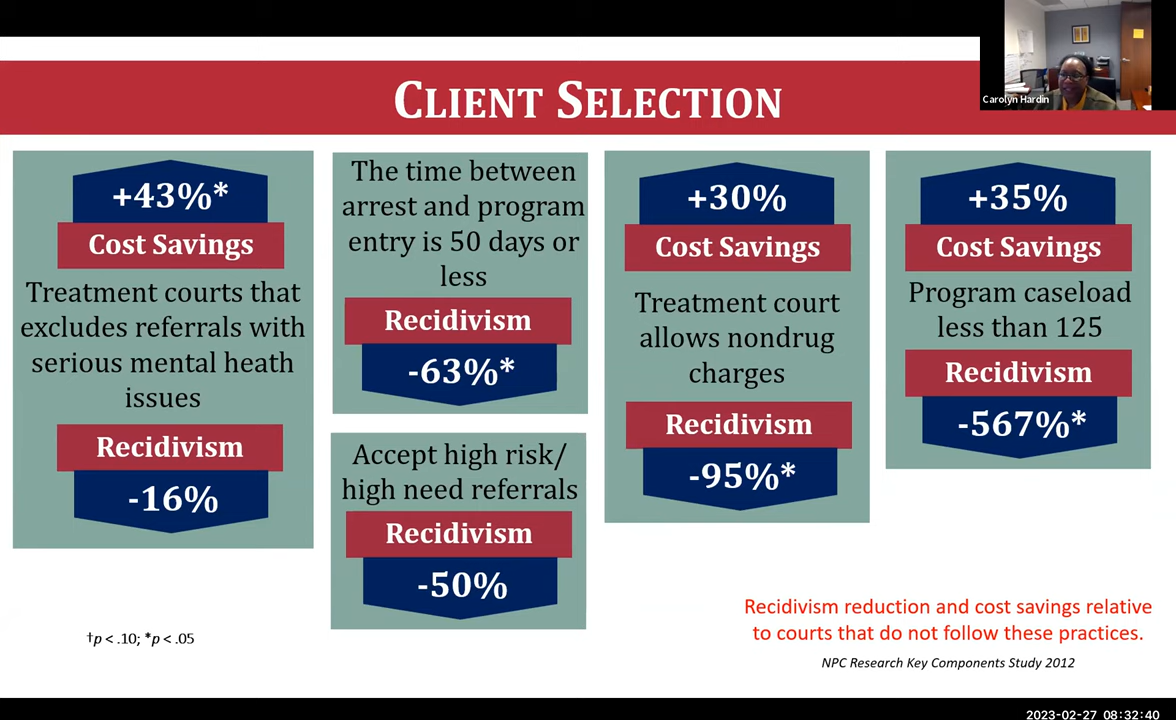 CLIENT SELECTION
Carolyn Hardin
+43%*
Cost Savings
Treatment courts that
excludes referrals with
serious mental heath
issues
Recidivism
-16%
The time between
arrest and program
entry is 50 days or
less
Recidivism
-63%*
Accept high risk/
high need referrals
Recidivism
-50%
+30%
Cost Savings
Treatment court
allows nondrug
charges
Recidivism
-95%*
+35%
Cost Savings
Program caseload
less than 125
Recidivism
-567%*
†p < .10; *p < .05
Recidivism reduction and cost savings relative
to courts that do not follow these practices.
NPC Research Key Components Study 2012
2023-02-27 08:32:40